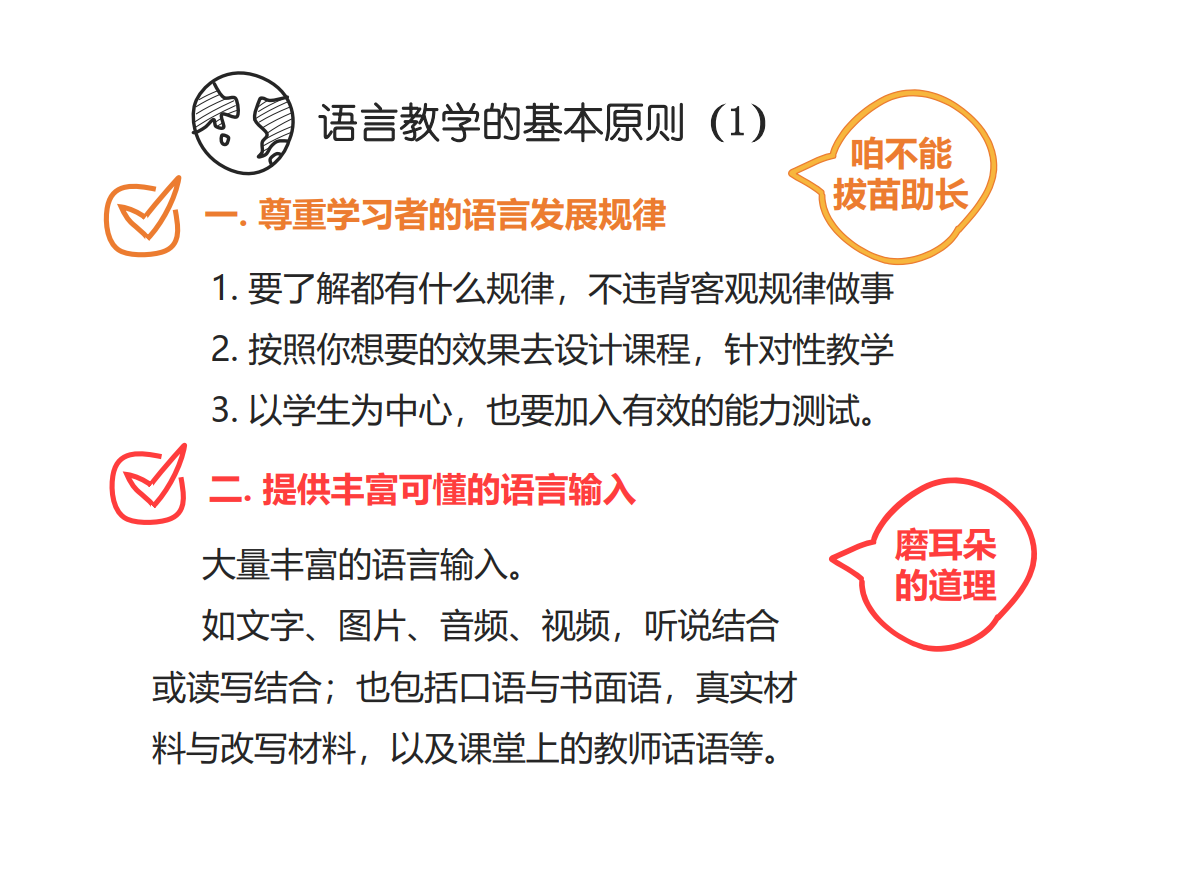 语言教学的基本原则（1）
咱不能
拔苗助长
一. 尊重学习者的语言发展规律
1. 要了解都有什么规律，不违背客观规律做事
2. 按照你想要的效果去设计课程，针对性教学
3. 以学生为中心，也要加入有效的能力测试。
二. 提供丰富可懂的语言输入
磨耳朵
的道理
大量丰富的语言输入。
如文字、图片、音频、视频，听说结合
或读写结合；也包括口语与书面语，真实材
料与改写材料，以及课堂上的教师话语等。